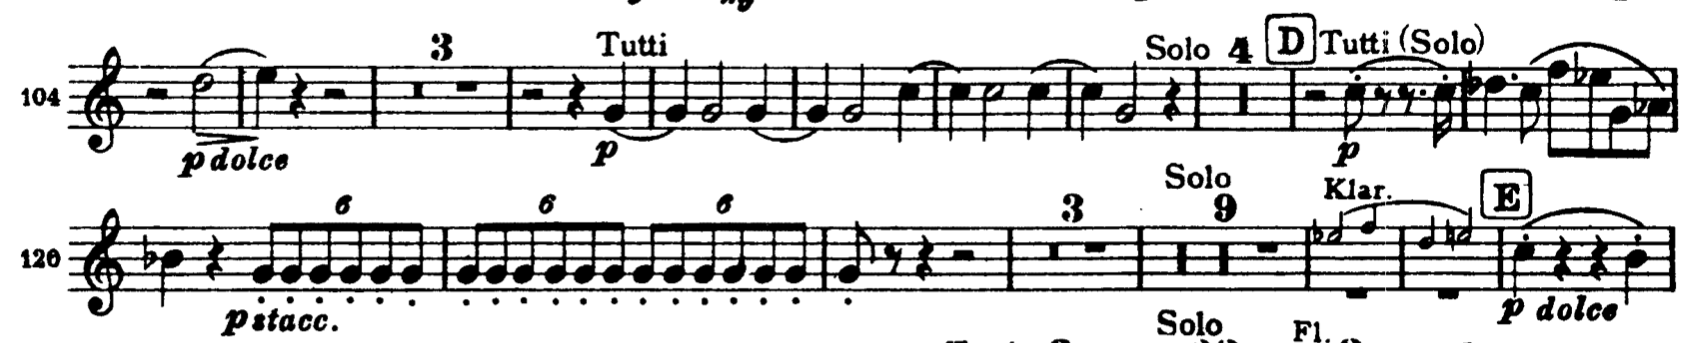 3 Tutti Solo 4 D Tutti (Solo)
104
p dolce p p
6 6 6 3 Solo 9 Klar. E
120
p stacc. p dolce
Solo Fl.